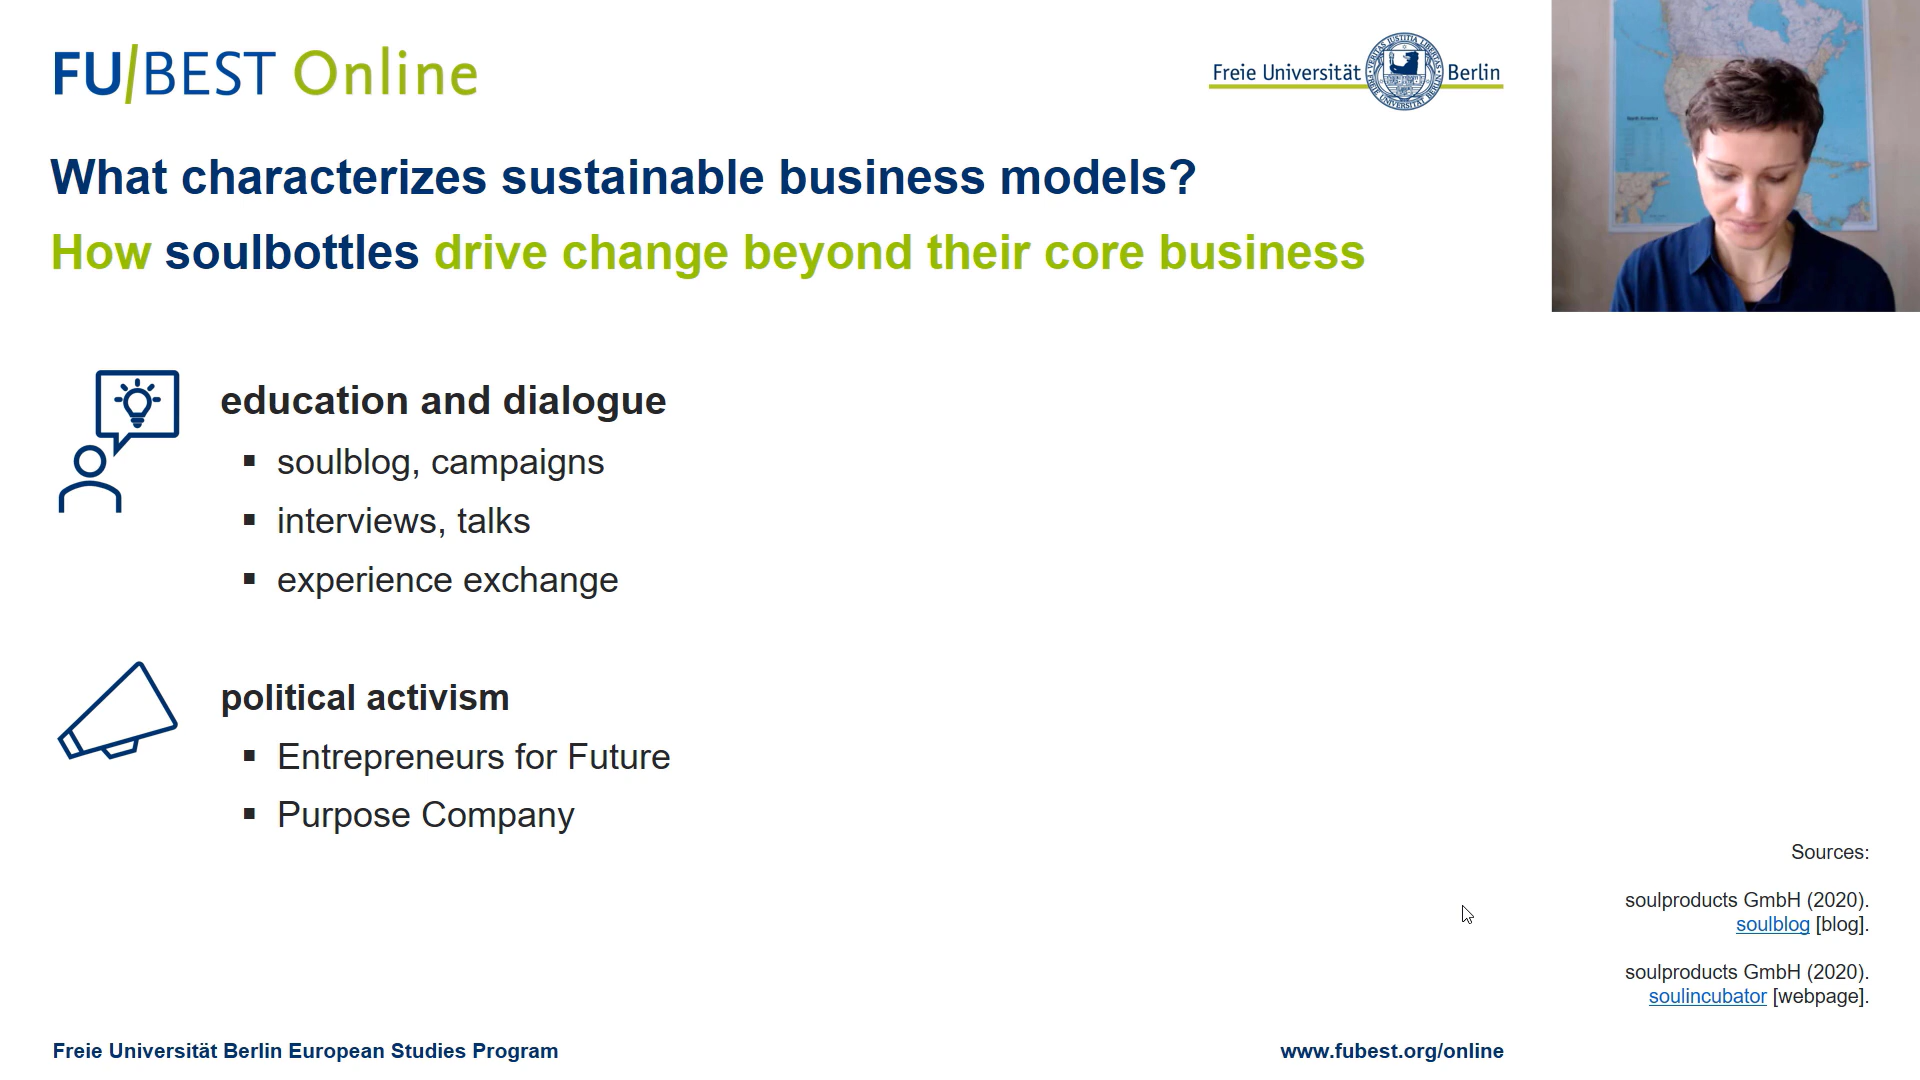 FU/BEST Online
Freie Universität Berlin
What characterizes sustainable business models?
How soulbottles drive change beyond their core business
education and dialogue
▪ soulblog, campaigns
▪ interviews, talks
▪ experience exchange
political activism
▪ Entrepreneurs for Future
▪ Purpose Company
Sources:
soulproducts GmbH (2020).
soulblog [blog].
soulproducts GmbH (2020).
soulincubator [webpage].
Freie Universität Berlin European Studies Program
www.fubest.org/online